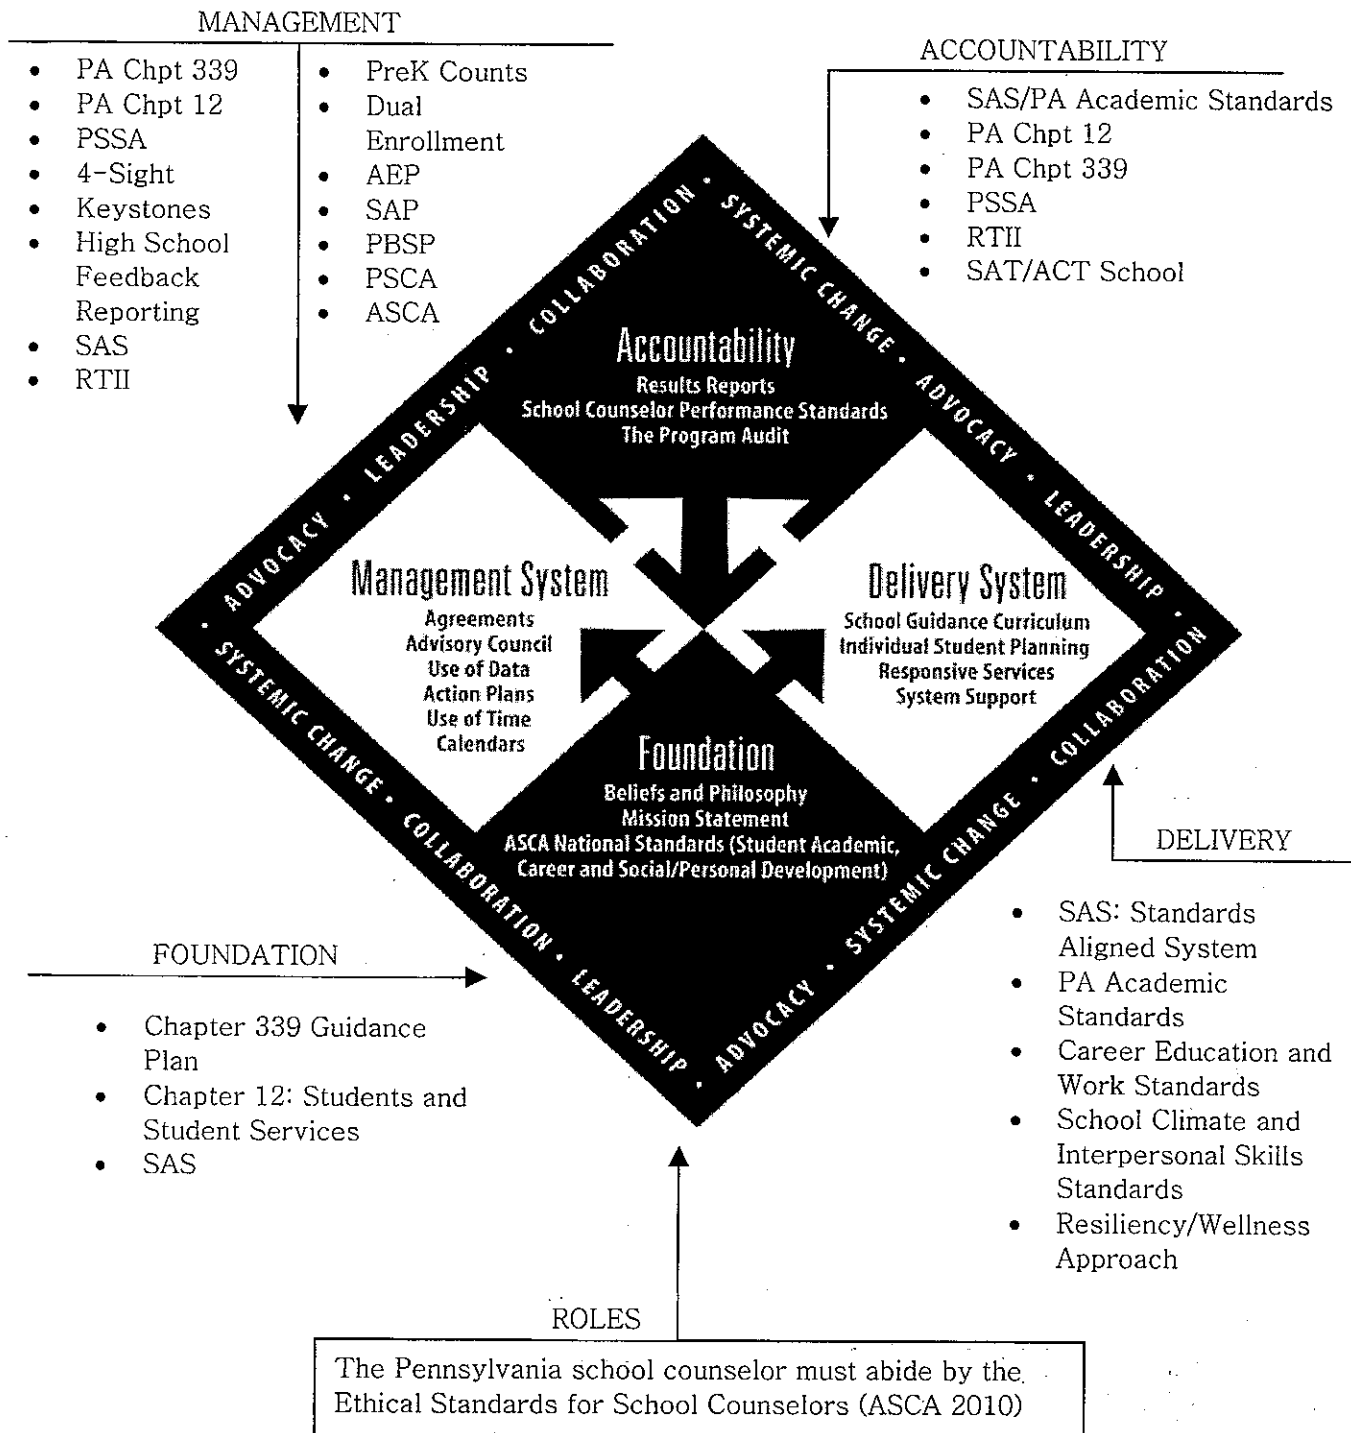 MANAGEMENT
• PA Chpt 339
• PA Chpt 12
• PSSA
• 4-Sight
• Keystones
• High School
Feedback
Reporting
• SAS
• RTII
• PreK Counts
• Dual
Enrollment
• AEP
• SAP
• PBSP
• PSCA
• ASCA
ACCOUNTABILITY
• SAS/PA Academic Standards
• PA Chpt 12
• PA Chpt 339
• PSSA
• RTII
• SAT/ACT School
• ADVOCACY • LEADERSHIP • COLLABORATION •
SYSTEMIC CHANGE • ADVOCACY • LEADERSHIP •
Accountability
Results Reports
School Counselor Performance Standards
The Program Audit
Management System
Agreements
Advisory Council
Use of Data
Action Plans
Use of Time
Calendars
Delivery System
School Guidance Curriculum
Individual Student Planning
Responsive Services
System Support
Foundation
Beliefs and Philosophy
Mission Statement
ASCA National Standards (Student Academic,
Career and Social/Personal Development)
SYSTEMIC CHANGE • COLLABORATION • LEADERSHIP •
ADVOCACY • SYSTEMIC CHANGE • COLLABORATION
DELIVERY
• SAS: Standards
Aligned System
• PA Academic
Standards
• Career Education and
Work Standards
• School Climate and
Interpersonal Skills
Standards
• Resiliency/Wellness
Approach
FOUNDATION
• Chapter 339 Guidance
Plan
• Chapter 12: Students and
Student Services
• SAS
ROLES
The Pennsylvania school counselor must abide by the
Ethical Standards for School Counselors (ASCA 2010)